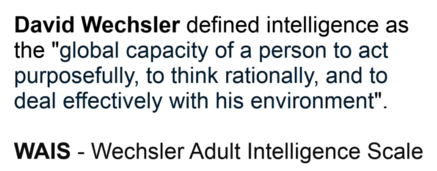 David Wechsler defined intelligence as
the "global capacity of a person to act
purposefully, to think rationally, and to
deal effectively with his environment".
WAIS - Wechsler Adult Intelligence Scale